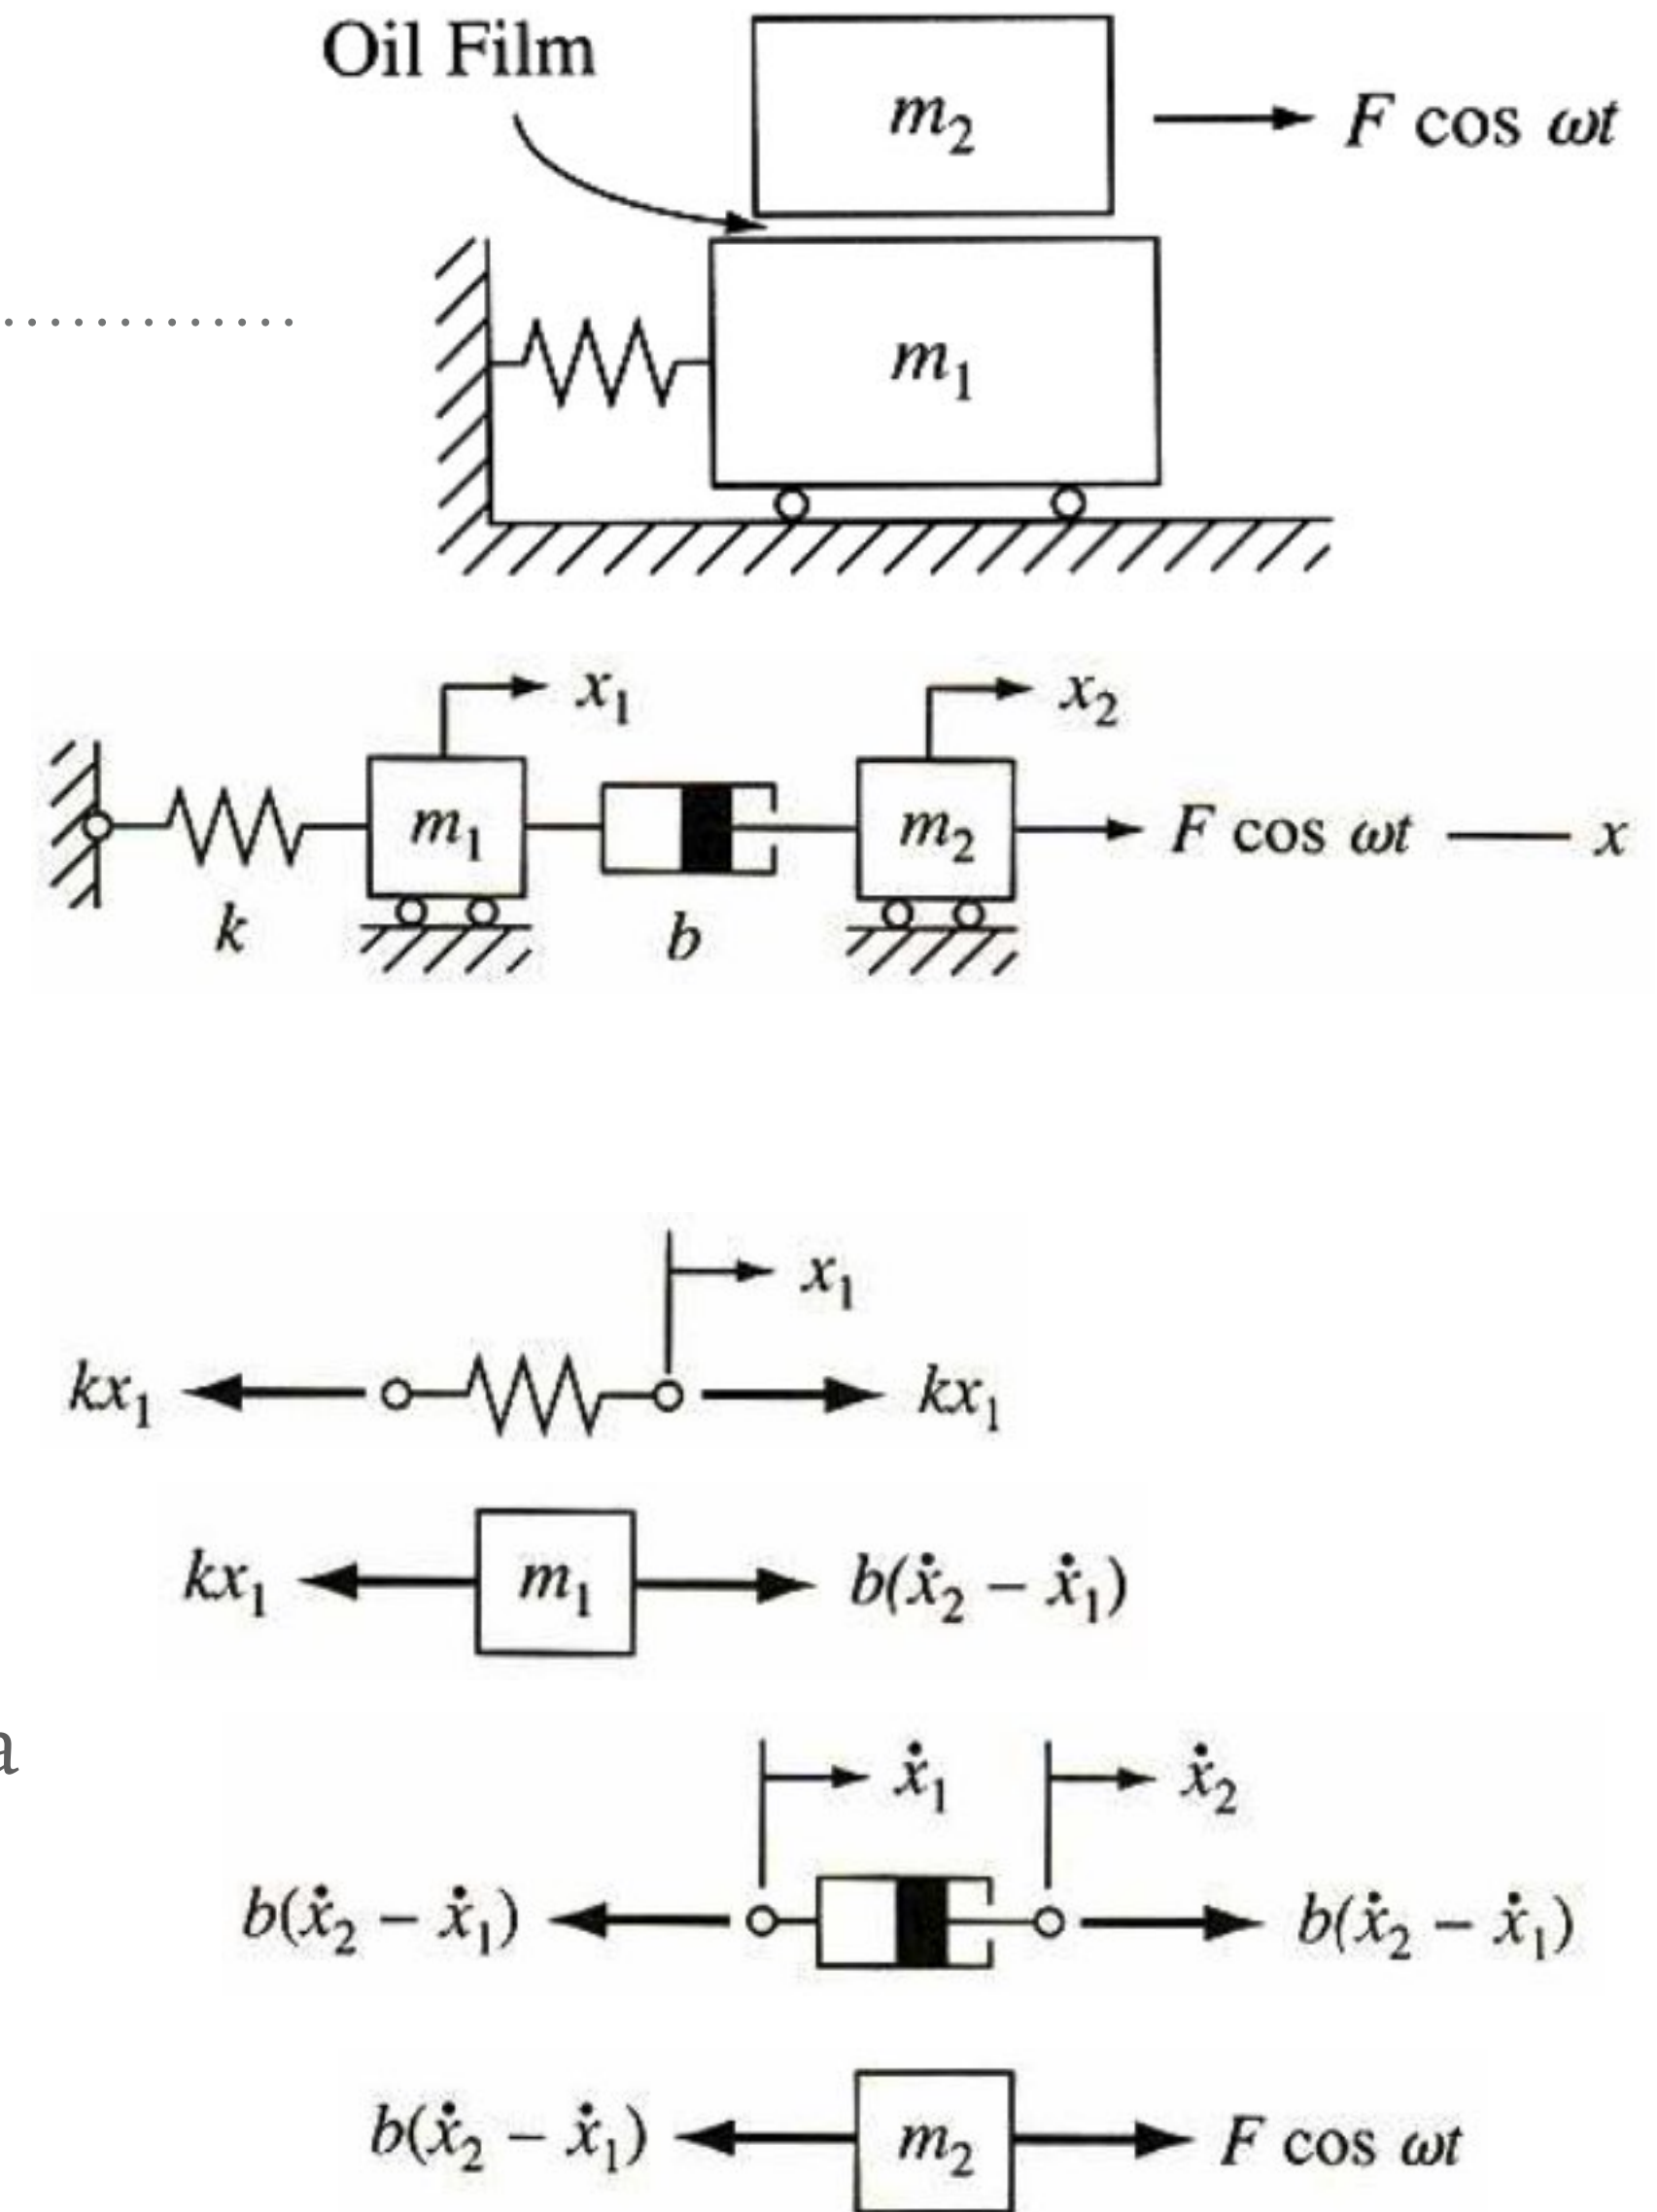 Oil Film
m₂
F cos ωt
m₁
x₁ x₂
m₁ m₂ F cos ωt x
k b
x₁
kx₁ kx₁
kx₁ m₁ b(ẋ₂ − ẋ₁)
a
ẋ₁ ẋ₂
b(ẋ₂ − ẋ₁) b(ẋ₂ − ẋ₁)
b(ẋ₂ − ẋ₁) m₂ F cos ωt